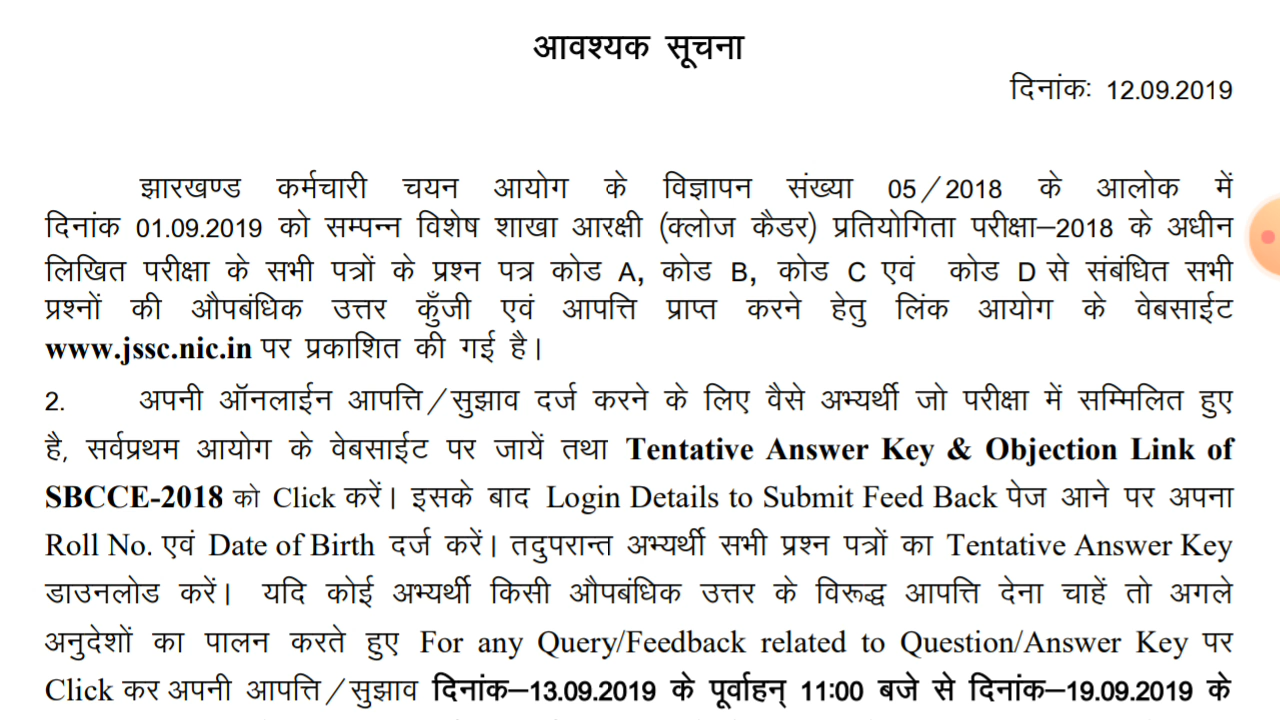 आवश्यक सूचना
दिनांकः 12.09.2019
झारखण्ड कर्मचारी चयन आयोग के विज्ञापन संख्या 05/2018 के आलोक में
दिनांक 01.09.2019 को सम्पन्न विशेष शाखा आरक्षी (क्लोज कैडर) प्रतियोगिता परीक्षा–2018 के अधीन
लिखित परीक्षा के सभी पत्रों के प्रश्न पत्र कोड A, कोड B, कोड C एवं कोड D से संबंधित सभी
प्रश्नों की औपबंधिक उत्तर कुँजी एवं आपत्ति प्राप्त करने हेतु लिंक आयोग के वेबसाईट
www.jssc.nic.in पर प्रकाशित की गई है।
2. अपनी ऑनलाईन आपत्ति/सुझाव दर्ज करने के लिए वैसे अभ्यर्थी जो परीक्षा में सम्मिलित हुए
है, सर्वप्रथम आयोग के वेबसाईट पर जायें तथा Tentative Answer Key & Objection Link of
SBCCE-2018 को Click करें। इसके बाद Login Details to Submit Feed Back पेज आने पर अपना
Roll No. एवं Date of Birth दर्ज करें। तदुपरान्त अभ्यर्थी सभी प्रश्न पत्रों का Tentative Answer Key
डाउनलोड करें। यदि कोई अभ्यर्थी किसी औपबंधिक उत्तर के विरूद्ध आपत्ति देना चाहें तो अगले
अनुदेशों का पालन करते हुए For any Query/Feedback related to Question/Answer Key पर
Click कर अपनी आपत्ति/सुझाव दिनांक–13.09.2019 के पूर्वाहन् 11:00 बजे से दिनांक–19.09.2019 के